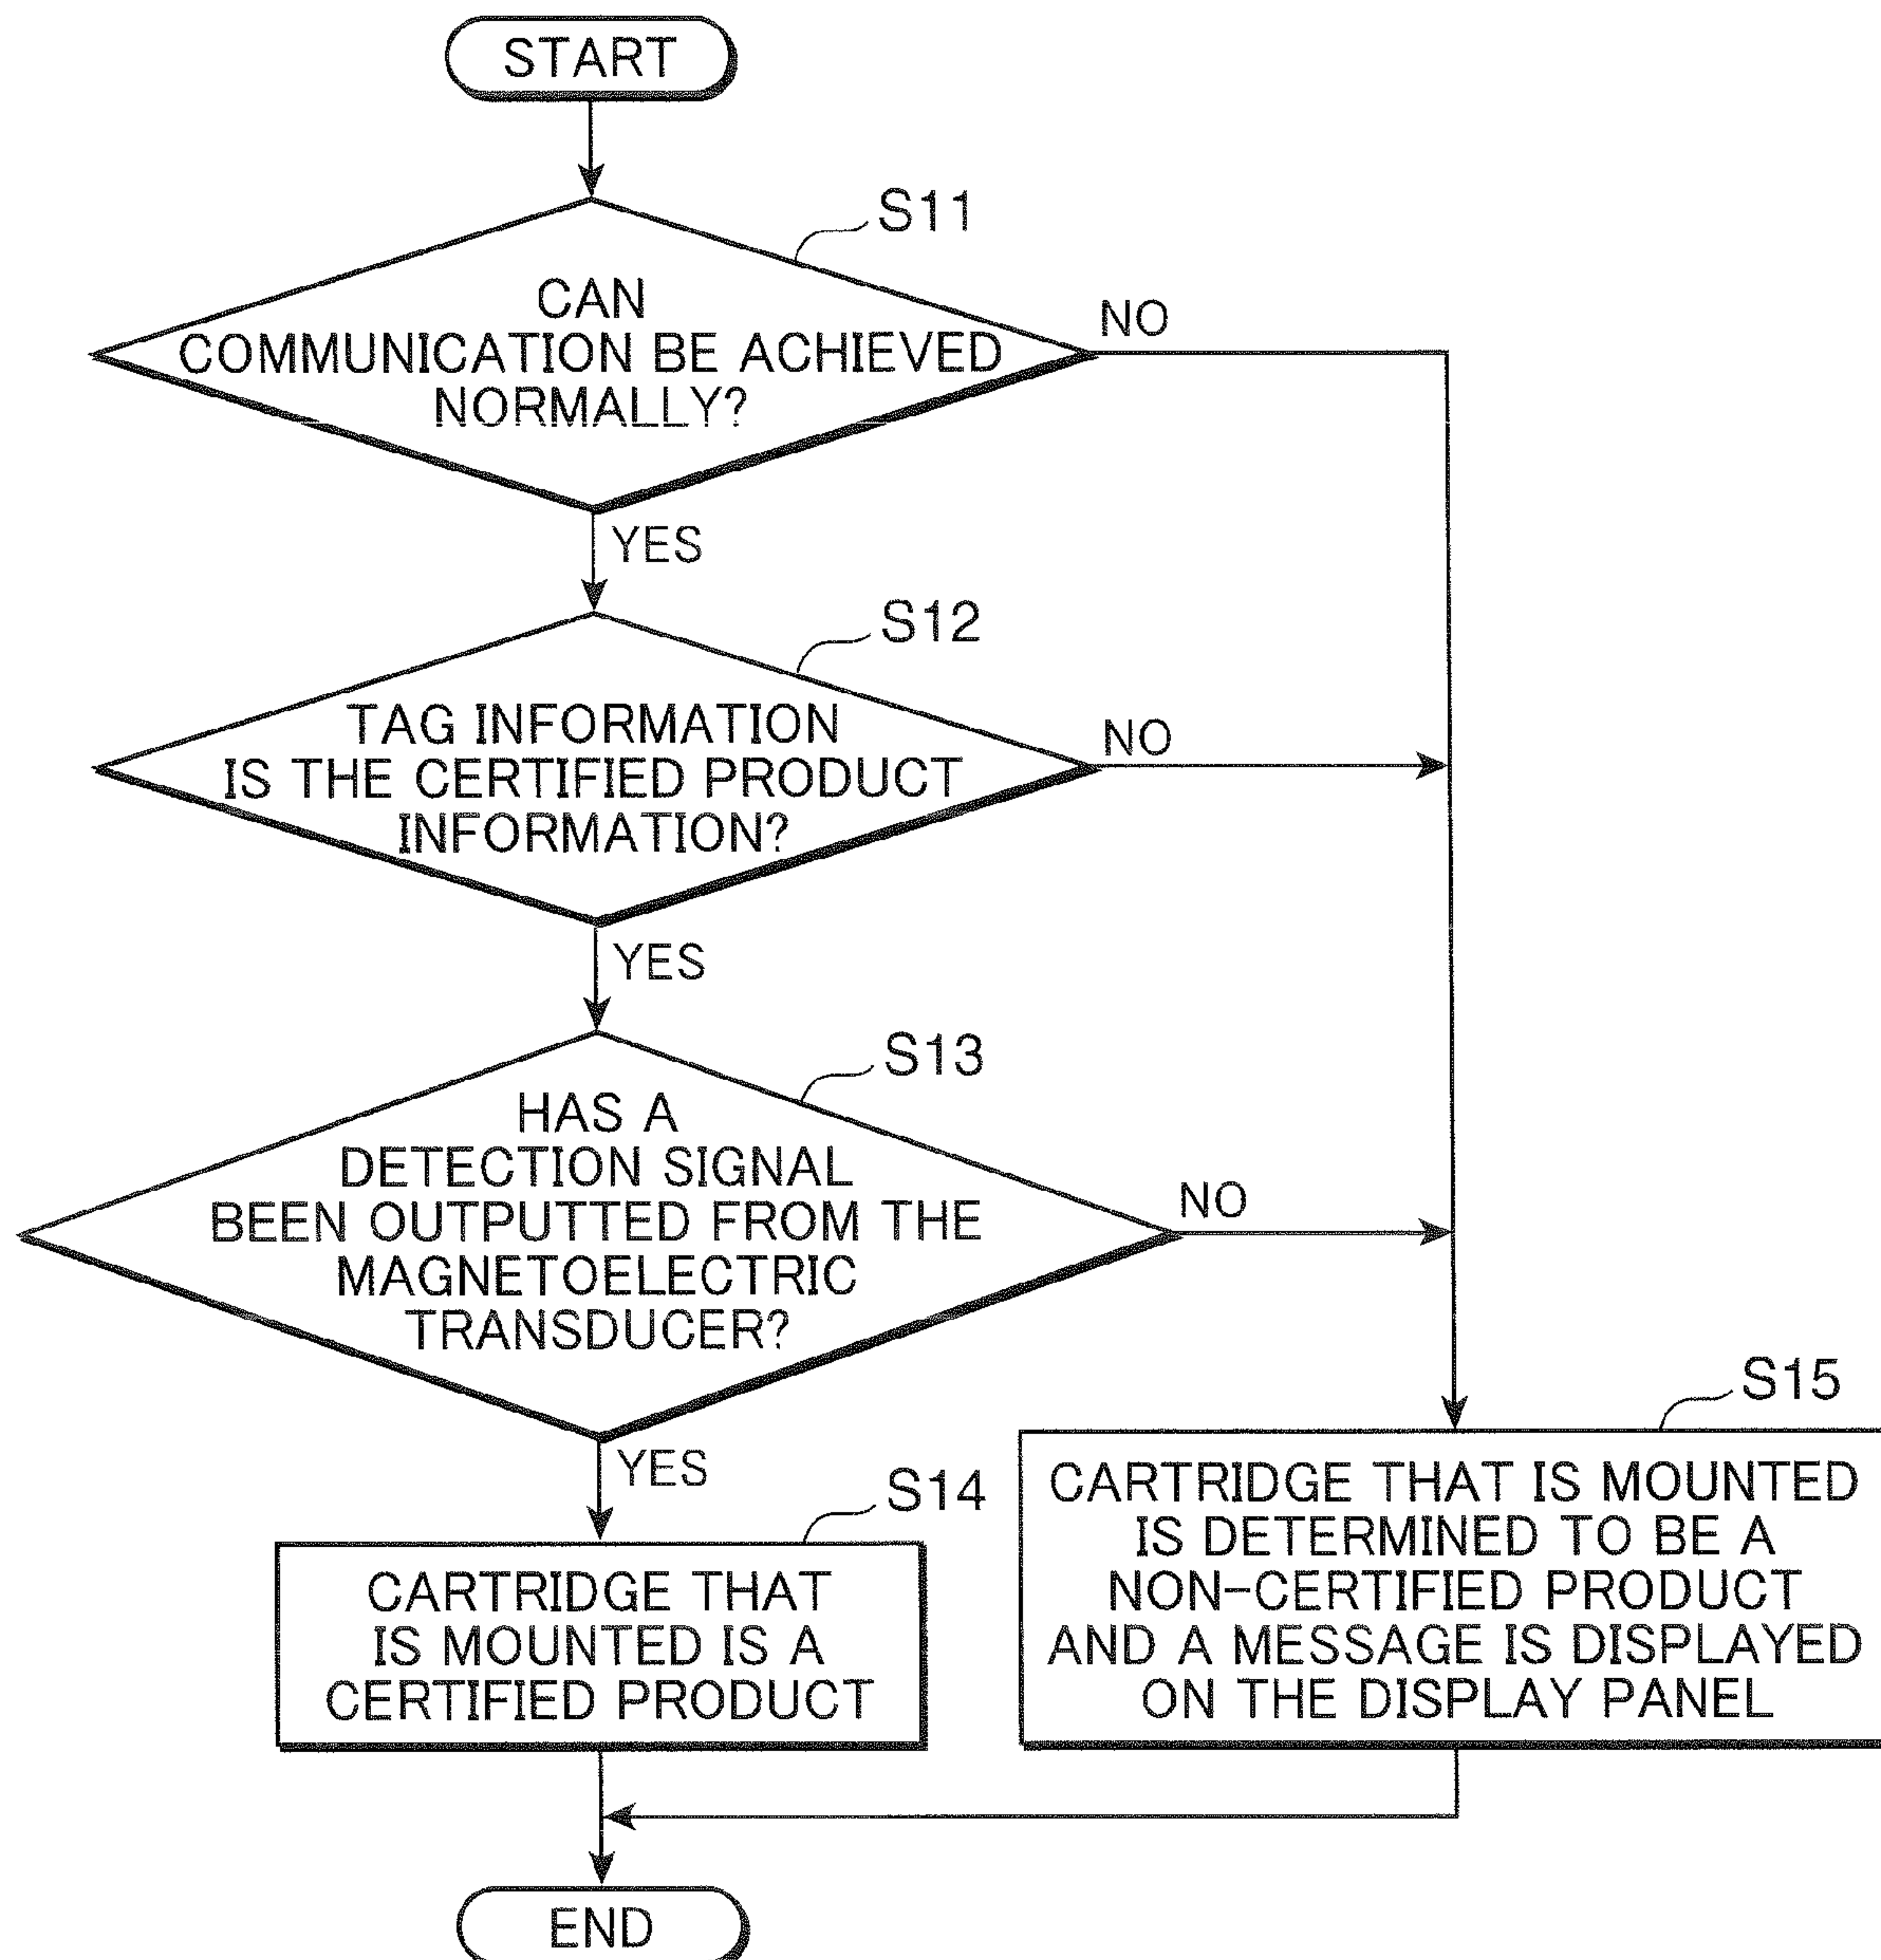 START
S11
CAN
COMMUNICATION BE ACHIEVED
NORMALLY?
NO
YES
S12
TAG INFORMATION
IS THE CERTIFIED PRODUCT
INFORMATION?
NO
YES
S13
HAS A
DETECTION SIGNAL
BEEN OUTPUTTED FROM THE
MAGNETOELECTRIC
TRANSDUCER?
NO
YES
S14
CARTRIDGE THAT
IS MOUNTED IS A
CERTIFIED PRODUCT
S15
CARTRIDGE THAT IS MOUNTED
IS DETERMINED TO BE A
NON-CERTIFIED PRODUCT
AND A MESSAGE IS DISPLAYED
ON THE DISPLAY PANEL
END